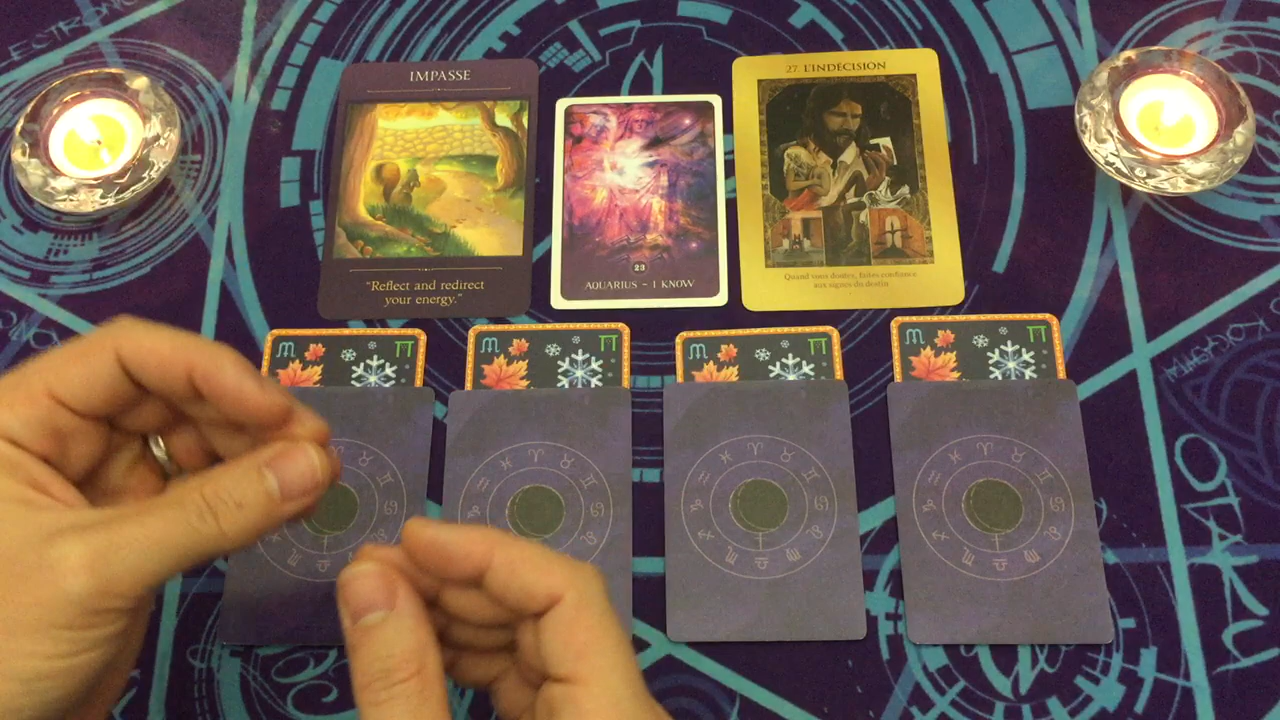 IMPASSE
"Reflect and redirect
your energy."
23
AQUARIUS – I KNOW
27. L'INDÉCISION
Quand vous doutez, faites confiance
aux signes du destin
OTAKU